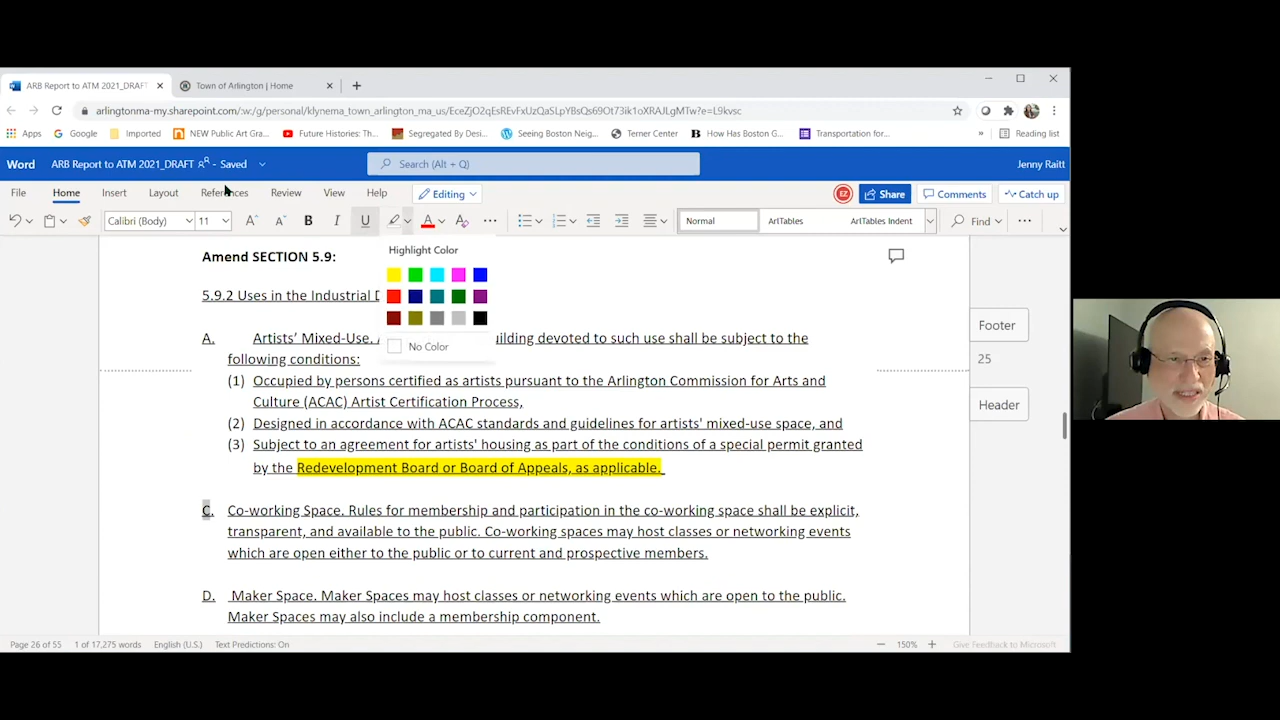 ARB Report to ATM 2021_DRAFT
Town of Arlington | Home
arlingtonma-my.sharepoint.com/:w:/g/personal/klynema_town_arlington_ma_us/EceZjO2qEsREvFxUzQaSLpYBsQs69Ot73ik1oXRAJLgMTw?e=L9kvsc
Apps Google Imported NEW Public Art Gra... Future Histories: Th... Segregated By Desi... Seeing Boston Neig... Terner Center How Has Boston G... Transportation for... » Reading list
Word ARB Report to ATM 2021_DRAFT - Saved Search (Alt + Q) Jenny Raitt
File Home Insert Layout References Review View Help Editing EZ Share Comments Catch up
Calibri (Body) 11 A A B I U A A ... Normal ArtTables ArtTables Indent Find ...
Highlight Color
No Color
Amend SECTION 5.9:
5.9.2 Uses in the Industrial D
A. Artists’ Mixed-Use. uilding devoted to such use shall be subject to the
following conditions:
(1) Occupied by persons certified as artists pursuant to the Arlington Commission for Arts and
Culture (ACAC) Artist Certification Process,
(2) Designed in accordance with ACAC standards and guidelines for artists' mixed-use space, and
(3) Subject to an agreement for artists' housing as part of the conditions of a special permit granted
by the Redevelopment Board or Board of Appeals, as applicable.
C. Co-working Space. Rules for membership and participation in the co-working space shall be explicit,
transparent, and available to the public. Co-working spaces may host classes or networking events
which are open either to the public or to current and prospective members.
D. Maker Space. Maker Spaces may host classes or networking events which are open to the public.
Maker Spaces may also include a membership component.
Footer
25
Header
Page 26 of 55 1 of 17,275 words English (U.S.) Text Predictions: On 150% Give Feedback to Microsoft